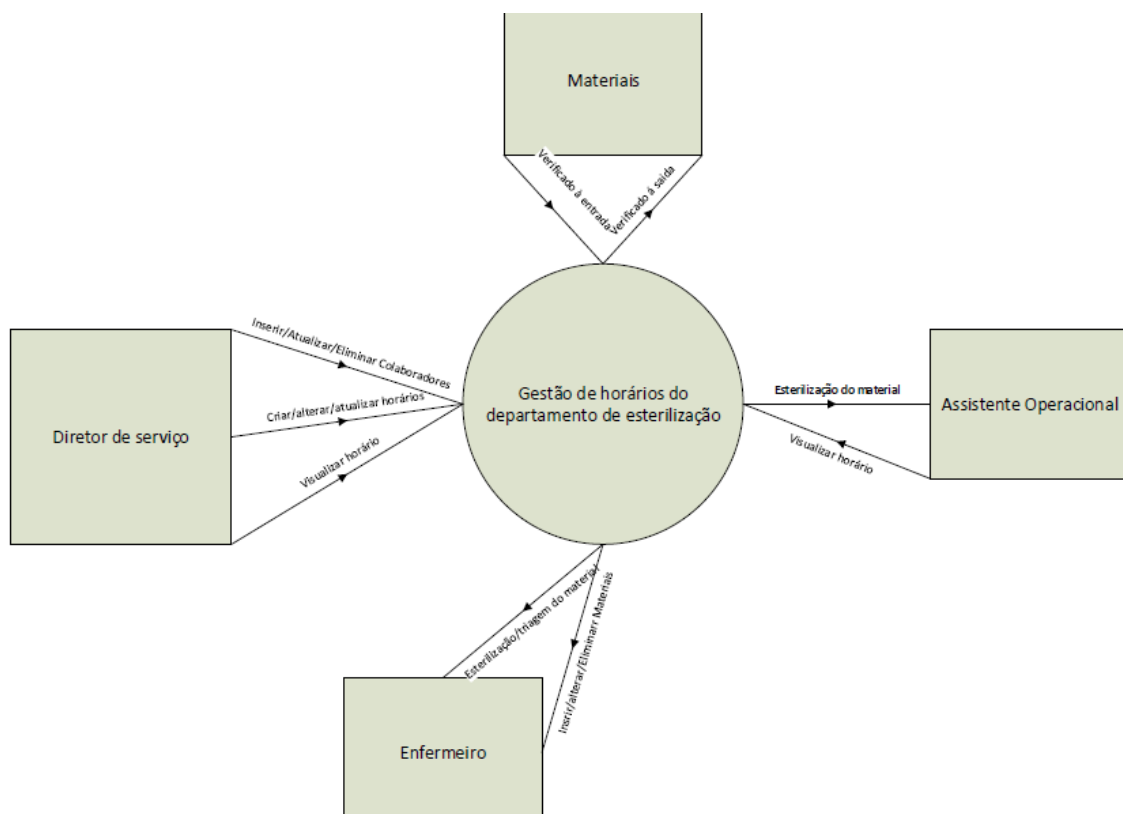 Materiais
Verificado à entrada
Verificado á saída
Inserir/Atualizar/Eliminar Colaboradores
Criar/alterar/atualizar horários
Visualizar horário
Diretor de serviço
Gestão de horários do
departamento de esterilização
Esterilização do material
Visualizar horário
Assistente Operacional
Esterilização/triagem do material
Insrir/alterar/Eliminarr Materiais
Enfermeiro